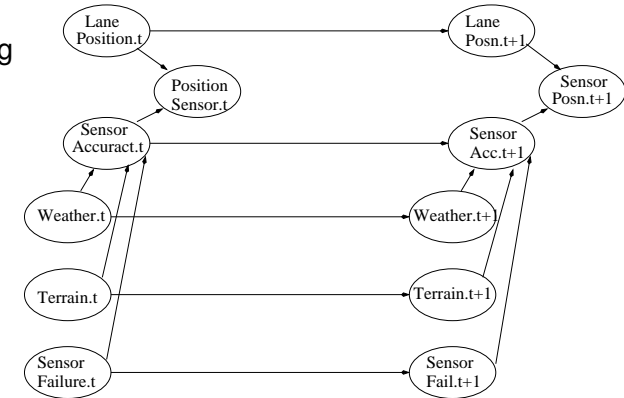 g
Lane
Position.t
Lane
Posn.t+1
Position
Sensor.t
Sensor
Posn.t+1
Sensor
Accuract.t
Sensor
Acc.t+1
Weather.t
Weather.t+1
Terrain.t
Terrain.t+1
Sensor
Failure.t
Sensor
Fail.t+1